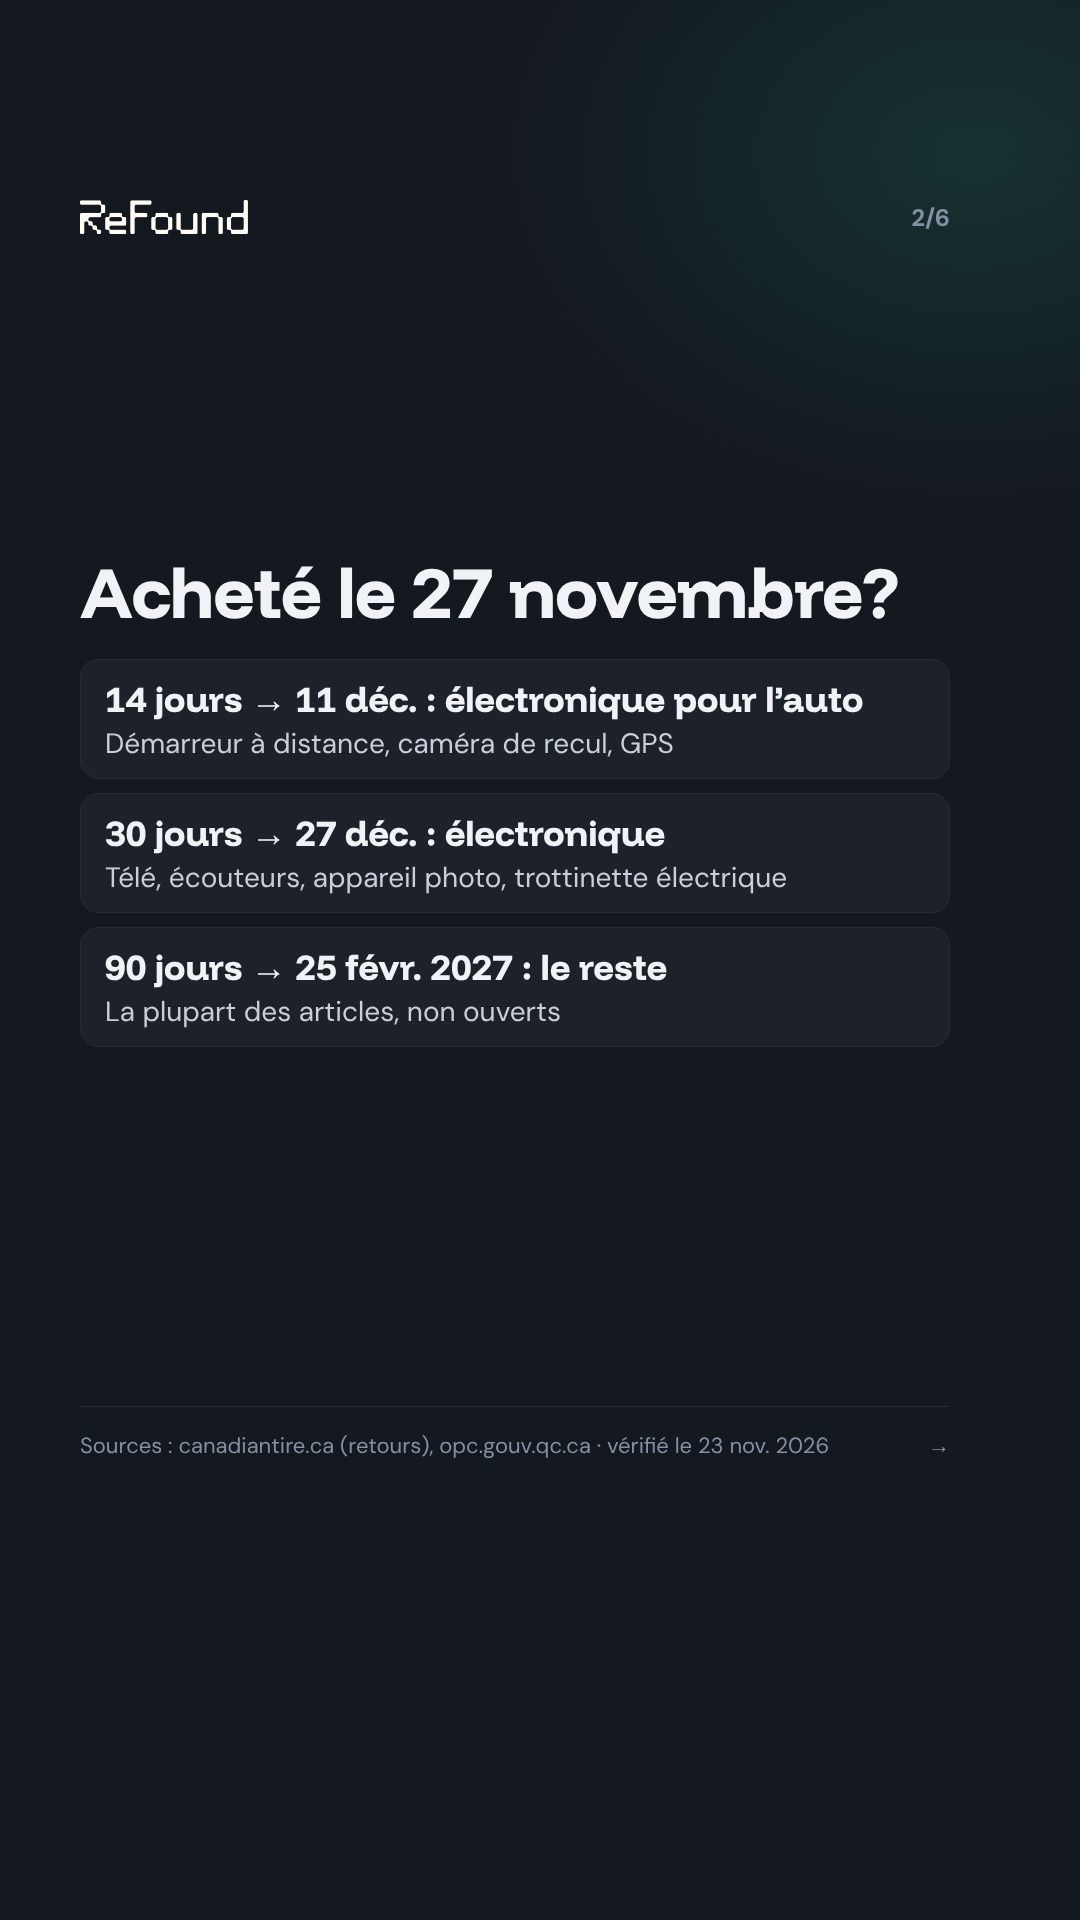 ReFound
2/6
Acheté le 27 novembre?
14 jours → 11 déc. : électronique pour l’auto
Démarreur à distance, caméra de recul, GPS
30 jours → 27 déc. : électronique
Télé, écouteurs, appareil photo, trottinette électrique
90 jours → 25 févr. 2027 : le reste
La plupart des articles, non ouverts
Sources : canadiantire.ca (retours), opc.gouv.qc.ca · vérifié le 23 nov. 2026 →